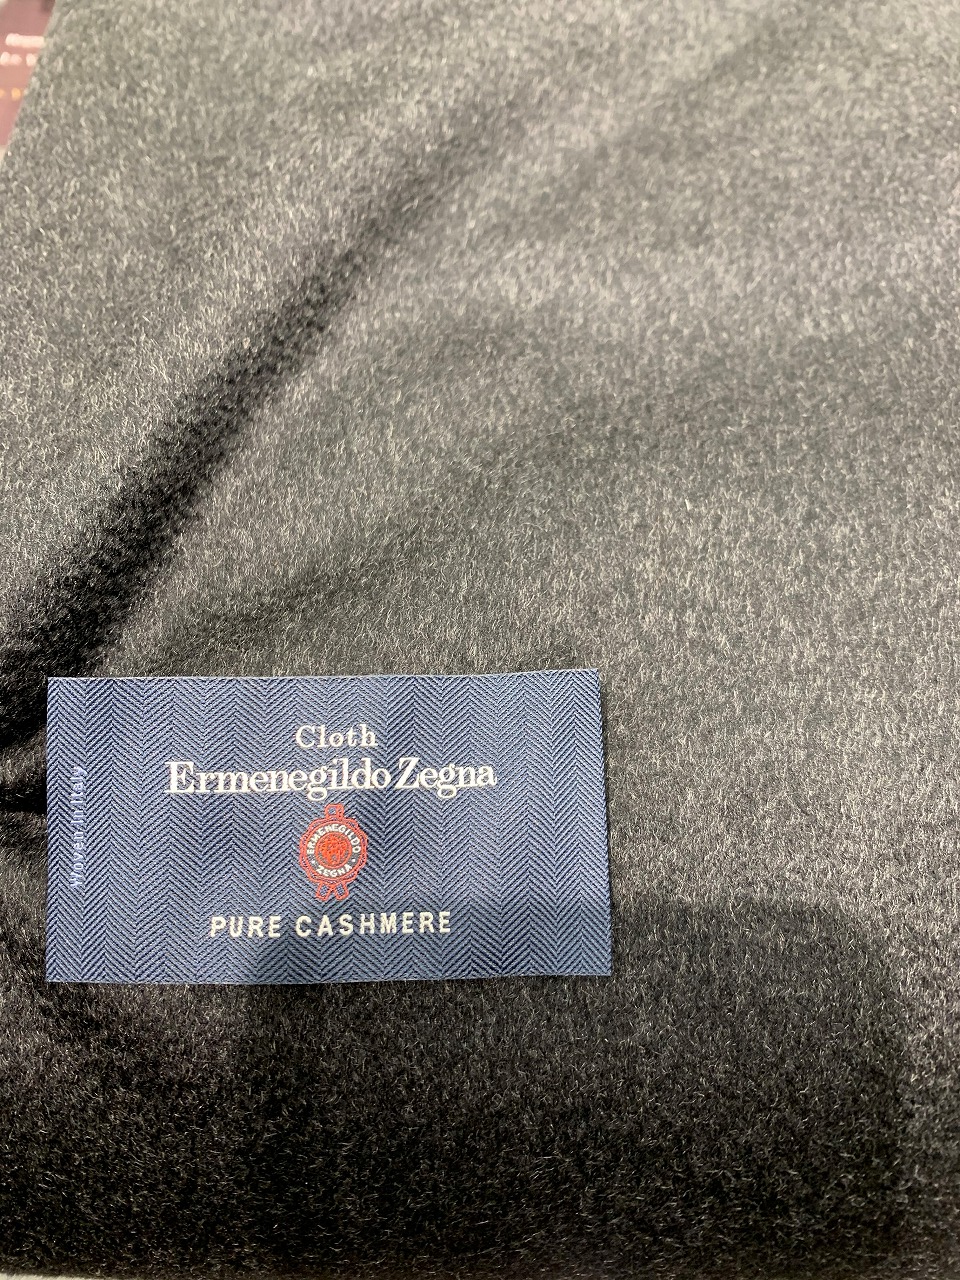 Cloth
Ermenegildo Zegna
ERMENEGILDO
ZEGNA
PURE CASHMERE
Woven in Italy